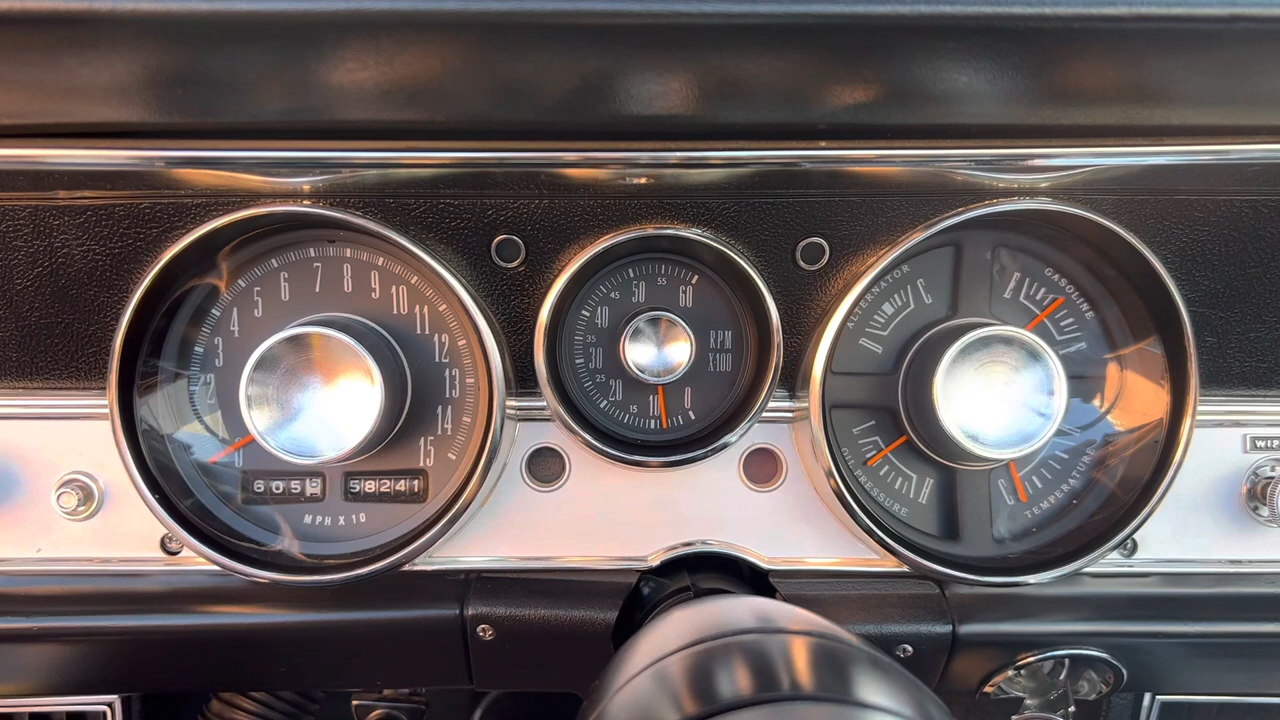 0
1
2
3
4
5
6
7
8
9
10
11
12
13
14
15
605
58241
MPH X 10
0
10
15
20
25
30
35
40
45
50
55
60
RPM
X·100
ALTERNATOR
D C
GASOLINE
E F
OIL PRESSURE
L H
TEMPERATURE
C H
WIP